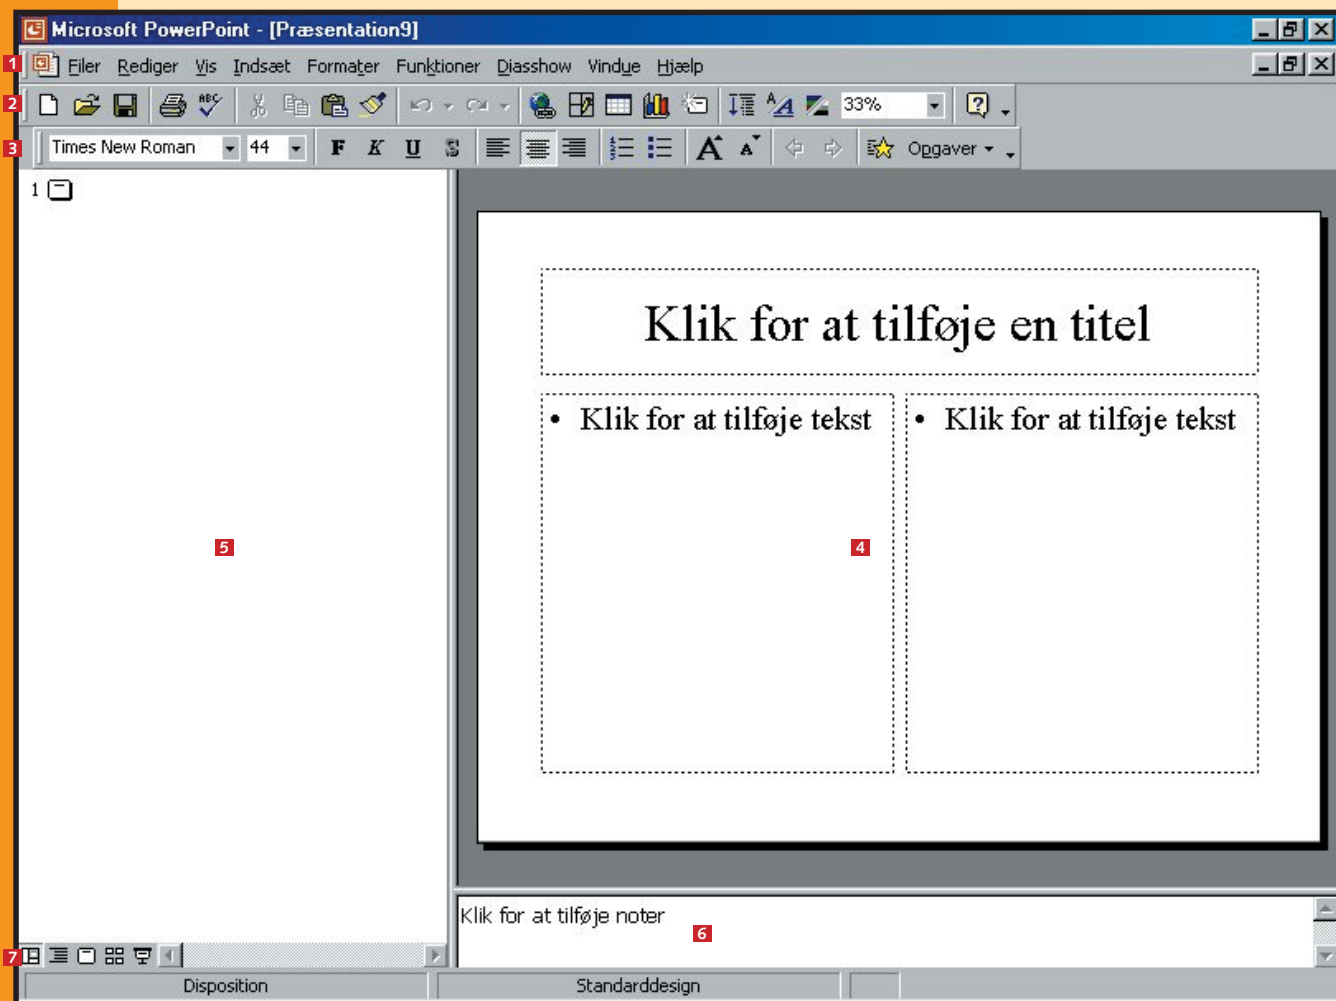 Microsoft PowerPoint - [Præsentation9]
1 Filer Rediger Vis Indsæt Formater Funktioner Diasshow Vindue Hjælp
2 ABC 33% ?
3 Times New Roman 44 F K U S A A Opgaver
1
Klik for at tilføje en titel
• Klik for at tilføje tekst
• Klik for at tilføje tekst
5
4
Klik for at tilføje noter
6
7
Disposition Standarddesign